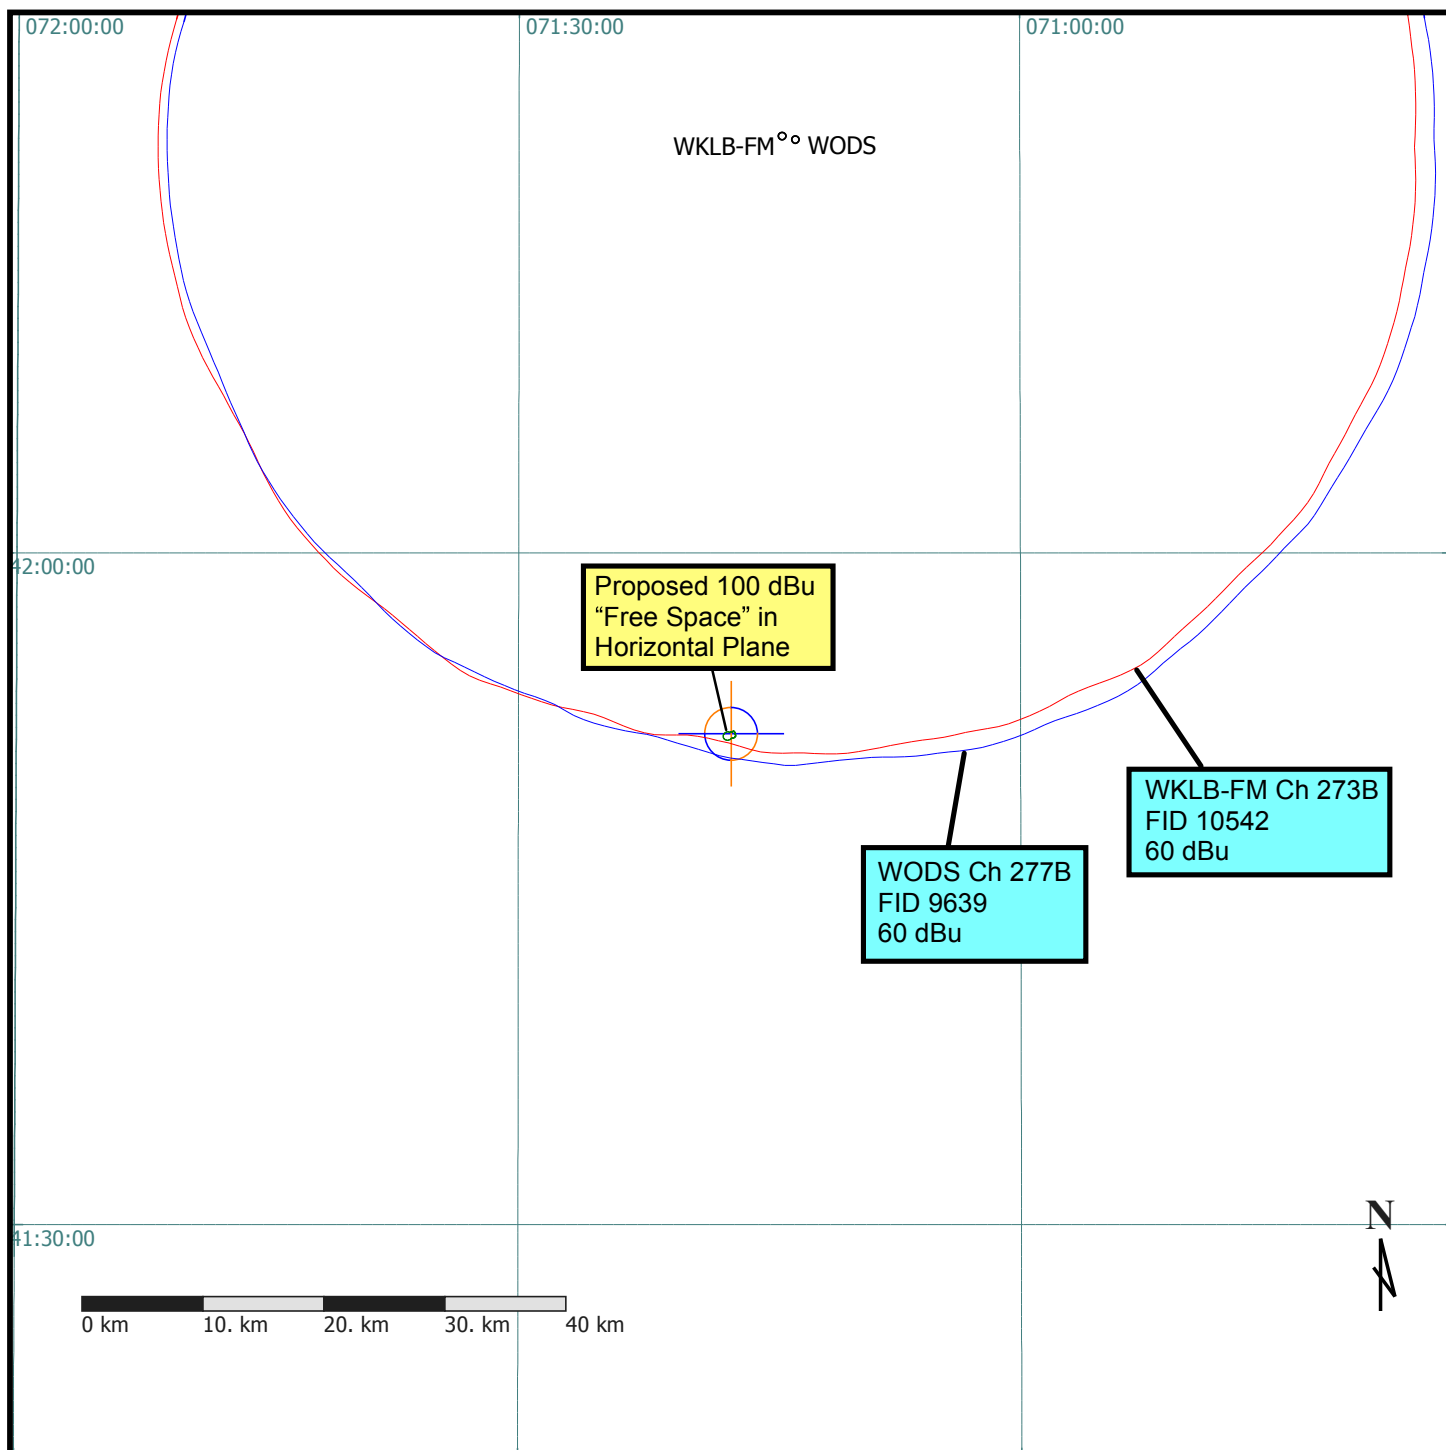 072:00:00
071:30:00
071:00:00
WKLB-FM WODS
42:00:00
Proposed 100 dBu
“Free Space” in
Horizontal Plane
WKLB-FM Ch 273B
FID 10542
60 dBu
WODS Ch 277B
FID 9639
60 dBu
N
41:30:00
0 km 10. km 20. km 30. km 40 km